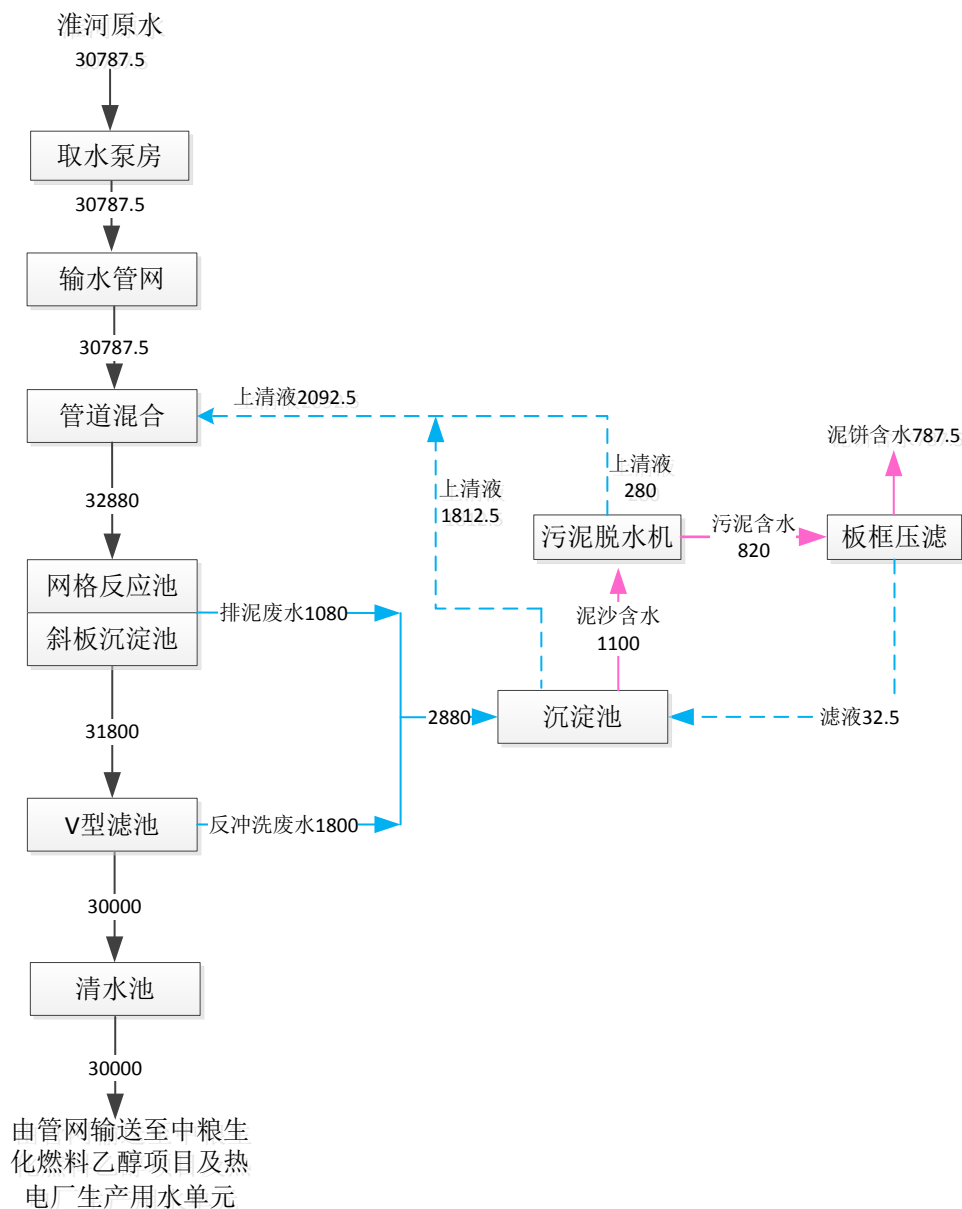 淮河原水
30787.5
取水泵房
30787.5
输水管网
30787.5
管道混合
上清液2092.5
泥饼含水787.5
上清液
280
上清液
1812.5
32880
污泥脱水机
污泥含水
820
板框压滤
网格反应池
斜板沉淀池
排泥废水1080
泥沙含水
1100
31800
2880
沉淀池
滤液32.5
V型滤池
反冲洗废水1800
30000
清水池
30000
由管网输送至中粮生
化燃料乙醇项目及热
电厂生产用水单元